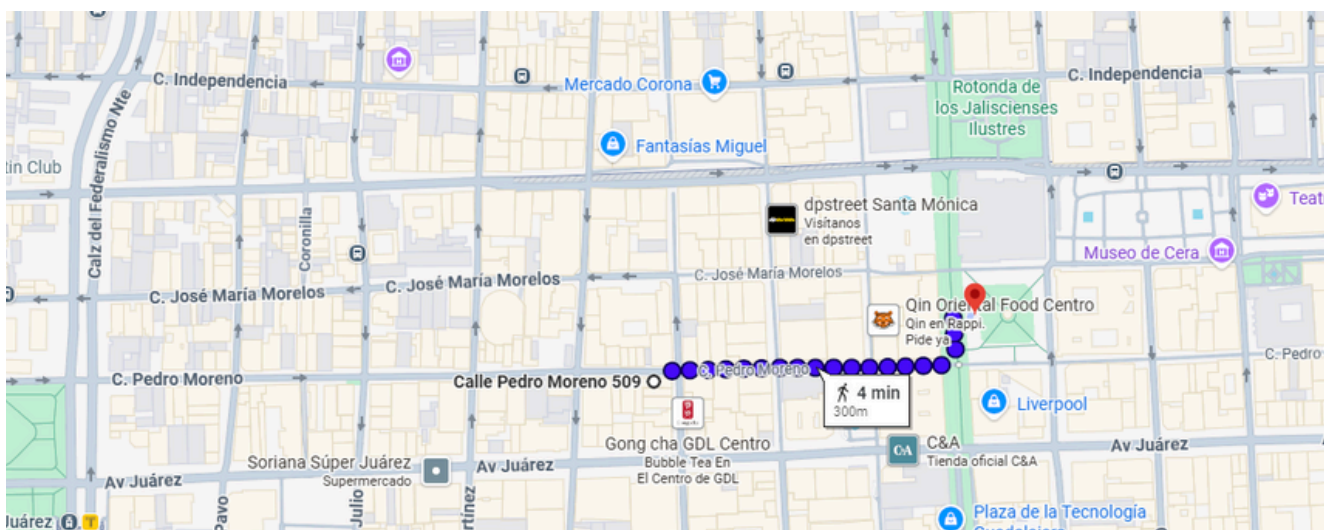 C. Independencia
C. Independencia
Mercado Corona
Rotonda de
los Jaliscienses
Ilustres
Fantasías Miguel
tin Club
Calz del Federalismo Nte
Coronilla
dpstreet Santa Mónica
Visítanos
en dpstreet
Teat
Museo de Cera
C. José María Morelos
C. José María Morelos
C. José María Morelos
Qin Oriental Food Centro
Qin en Rappi.
Pide ya
C. Pedro Moreno
C. Pedro Moreno
C. Pedro
Calle Pedro Moreno 509
4 min
300m
Liverpool
Gong cha GDL Centro
Bubble Tea En
El Centro de GDL
C&A
C&A
Tienda oficial C&A
Av Juárez
Soriana Súper Juárez
Supermercado
Av Juárez
Av Juárez
Pavo
Julio
rtínez
Juárez
T
Plaza de la Tecnología